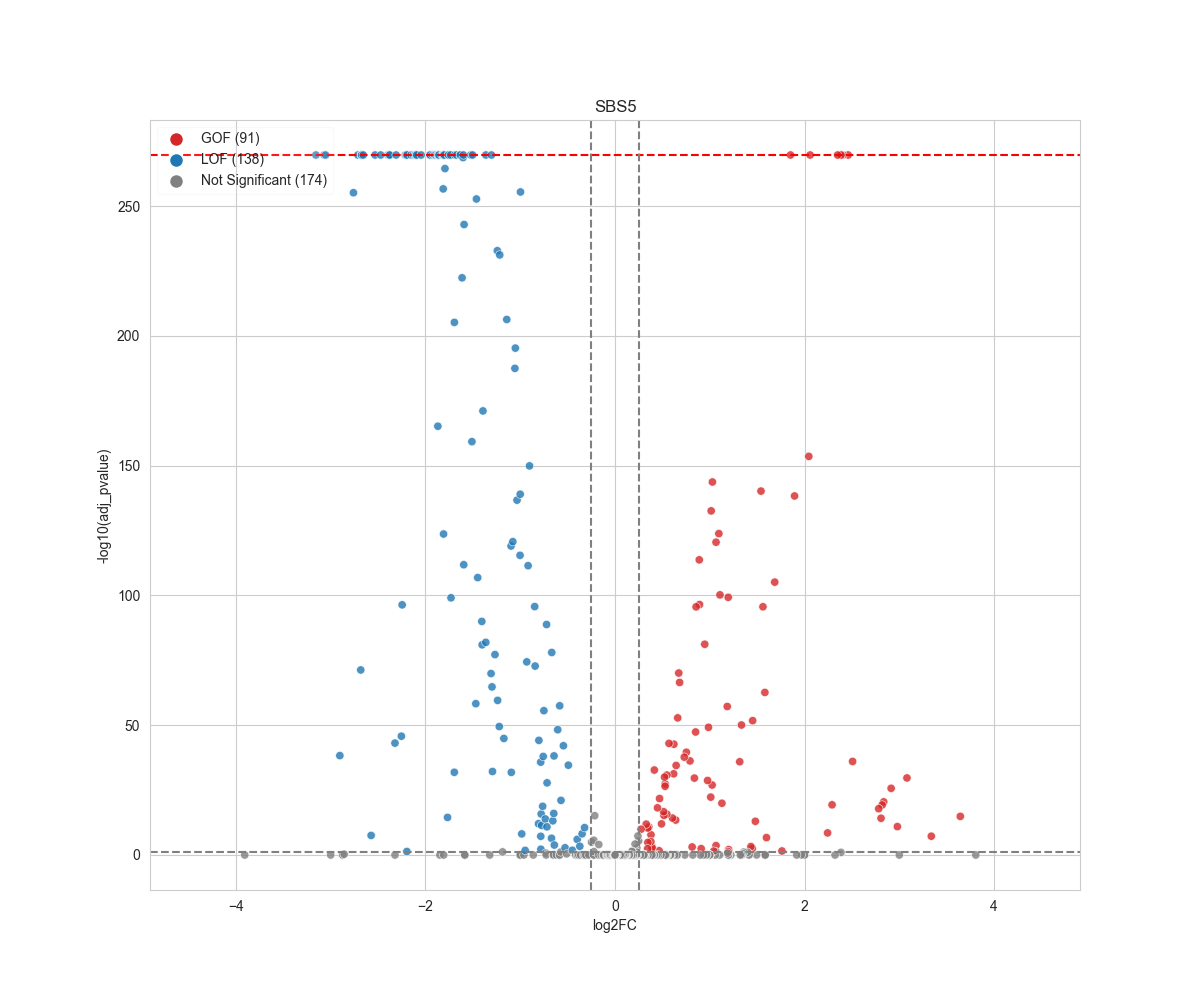 SBS5
GOF (91)
LOF (138)
Not Significant (174)
250
200
150
100
50
0
-log10(adj_pvalue)
−4
−2
0
2
4
log2FC